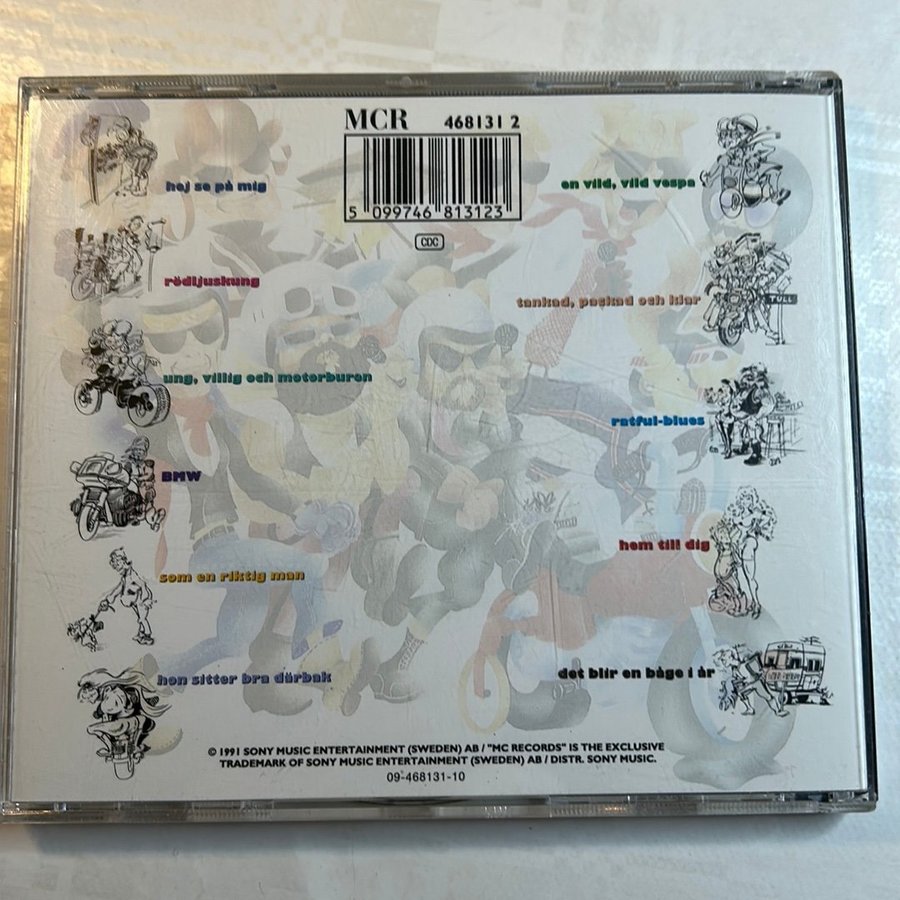 MCR 468131 2
5 099746 813123
CDC
hej se på mig
rödljuskung
ung, villig och motorburen
BMW
som en riktig man
hon sitter bra därbak
en vild, vild vespa
tankad, packad och klar
TULL
ratful-blues
hem till dig
det blir en båge i år
© 1991 SONY MUSIC ENTERTAINMENT (SWEDEN) AB / "MC RECORDS" IS THE EXCLUSIVE
TRADEMARK OF SONY MUSIC ENTERTAINMENT (SWEDEN) AB / DISTR. SONY MUSIC.
09-468131-10